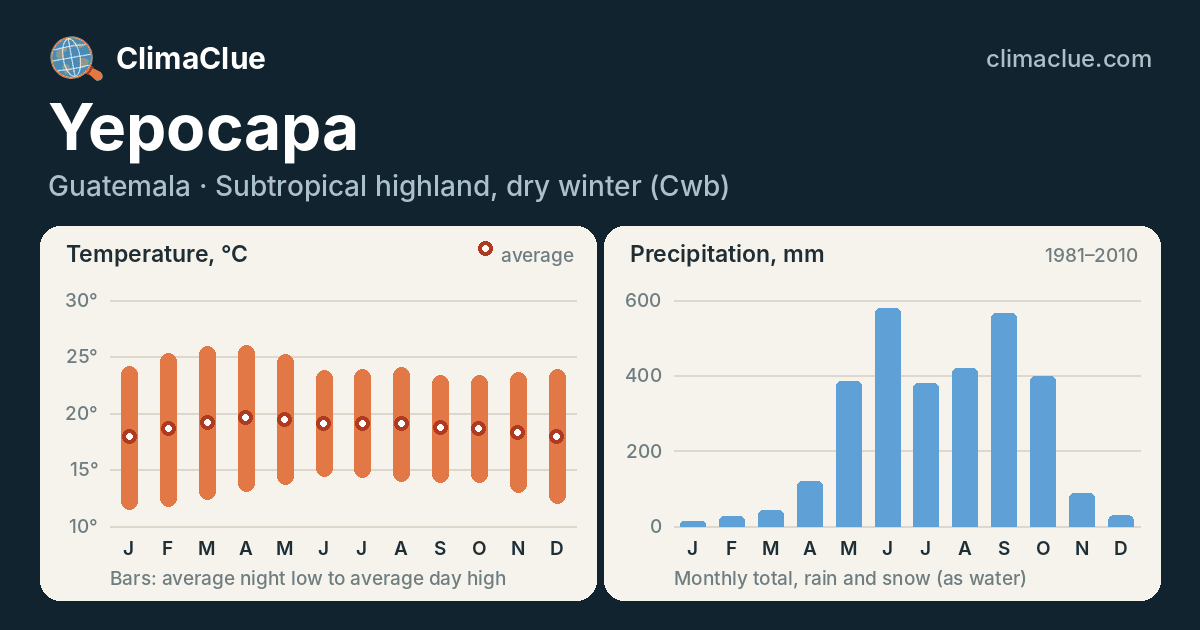 ClimaClue
climaclue.com
Yepocapa
Guatemala · Subtropical highland, dry winter (Cwb)
Temperature, °C
average
30°
25°
20°
15°
10°
J F M A M J J A S O N D
Bars: average night low to average day high
Precipitation, mm
1981–2010
600
400
200
0
J F M A M J J A S O N D
Monthly total, rain and snow (as water)